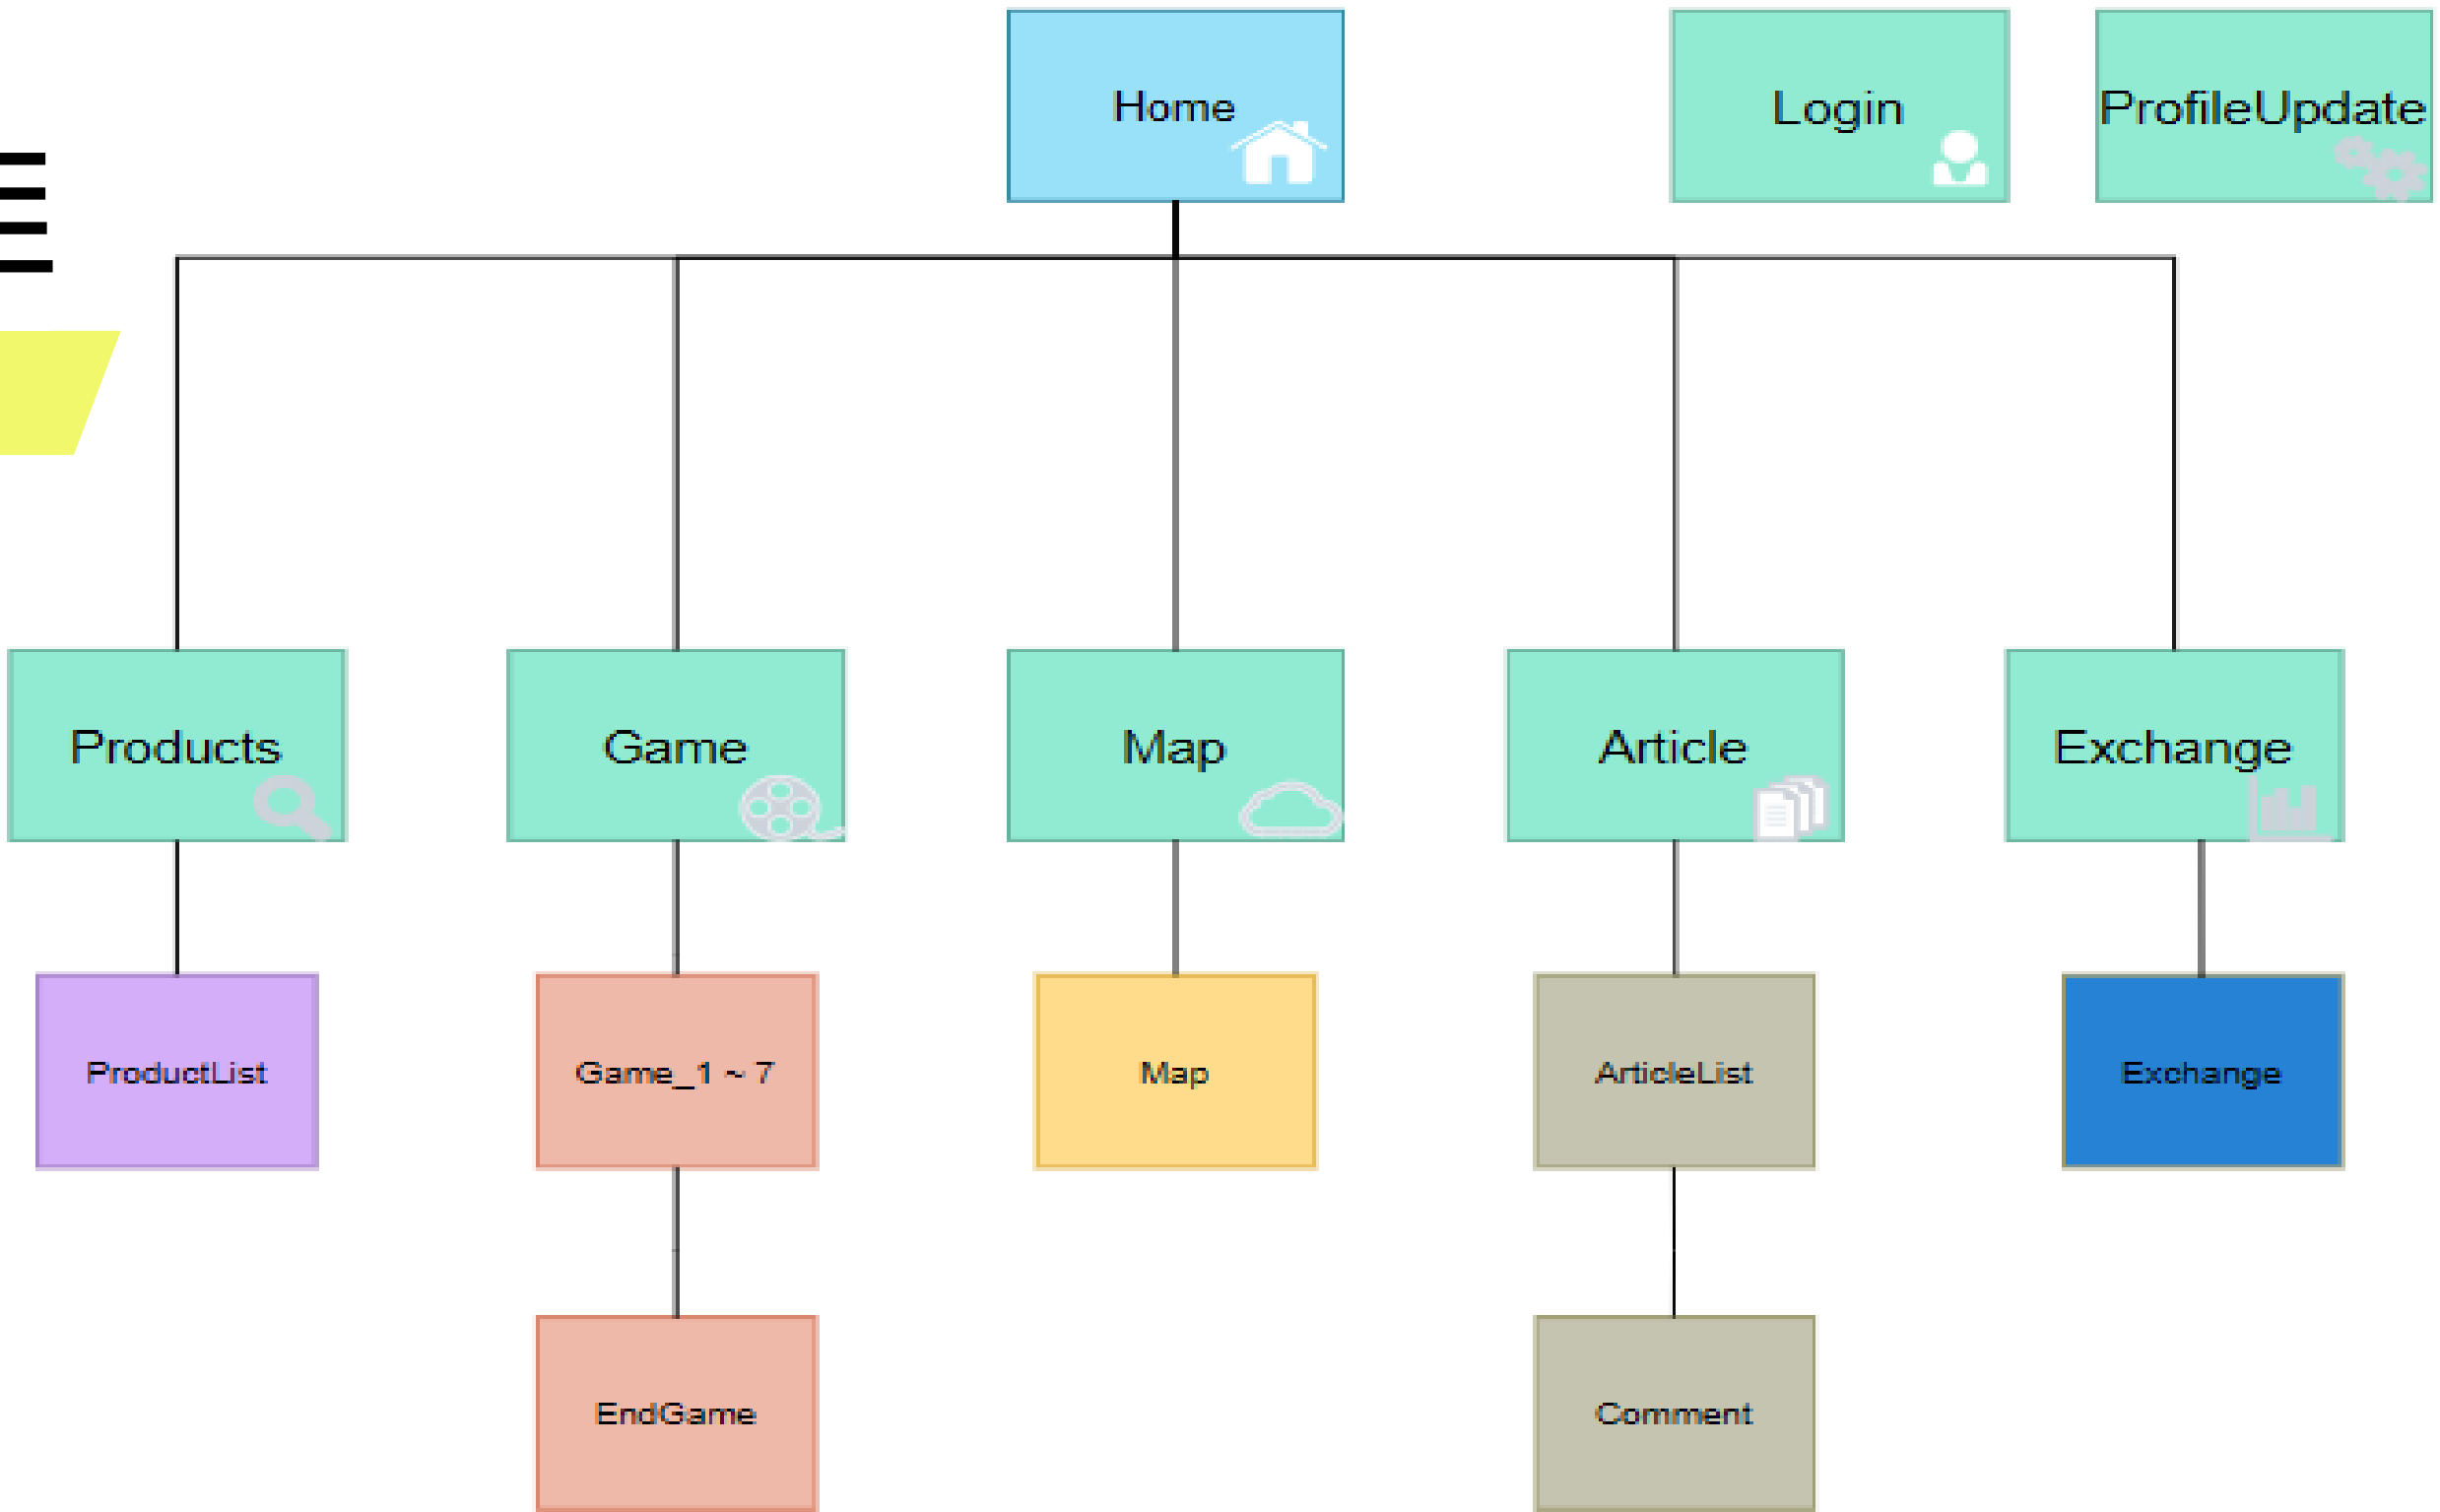 Home
Login
ProfileUpdate
Products
Game
Map
Article
Exchange
ProductList
Game_1 ~ 7
Map
ArticleList
Exchange
EndGame
Comment